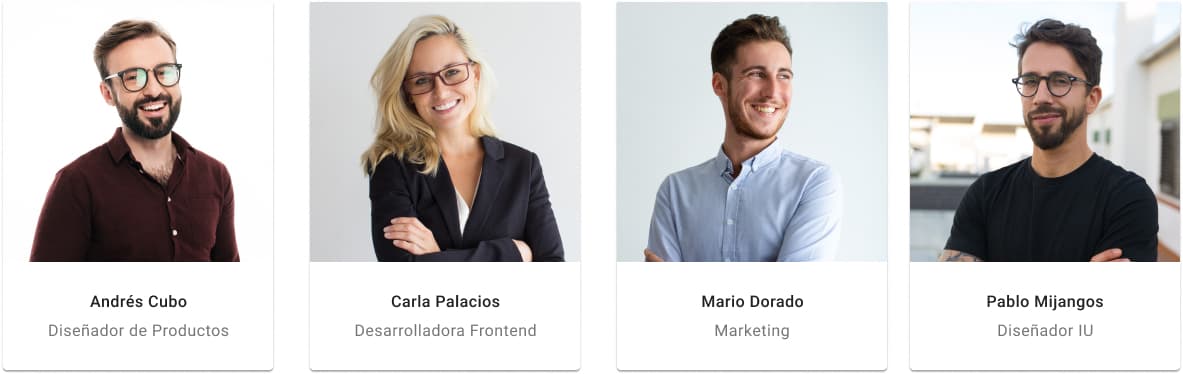 Andrés Cubo
Diseñador de Productos
Carla Palacios
Desarrolladora Frontend
Mario Dorado
Marketing
Pablo Mijangos
Diseñador IU